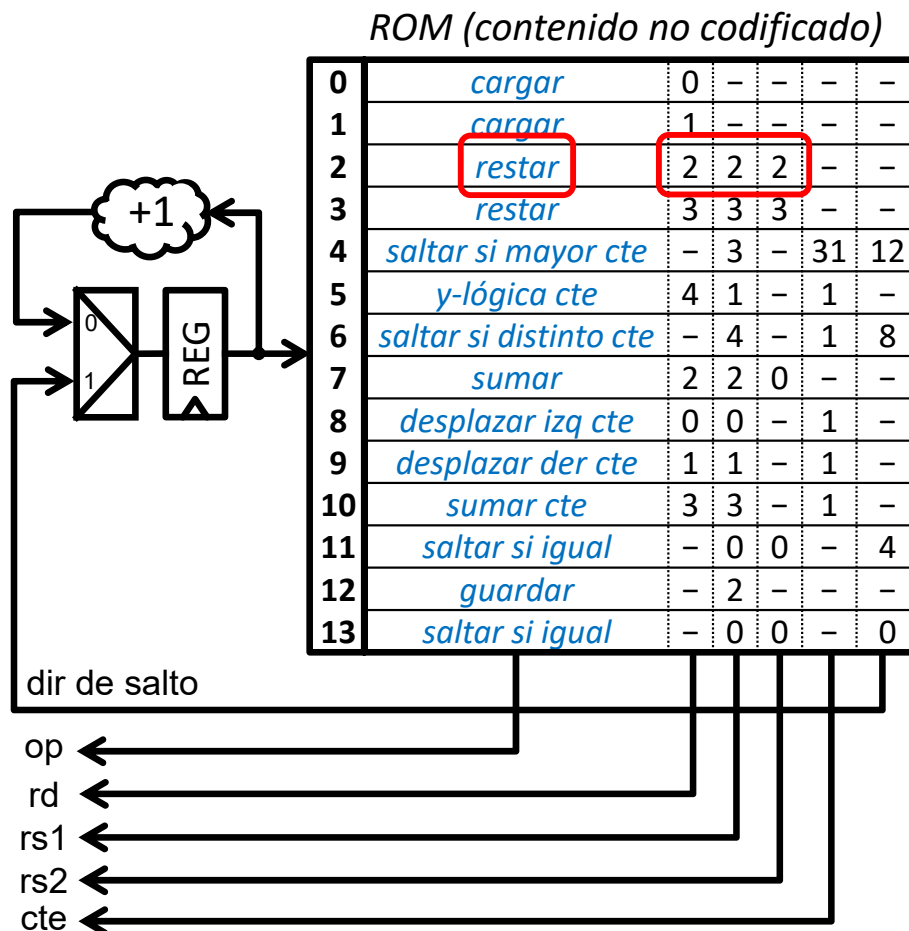 ROM (contenido no codificado)
0 cargar 0 – – – –
1 cargar 1 – – – –
2 restar 2 2 2 – –
3 restar 3 3 3 – –
4 saltar si mayor cte – 3 – 31 12
5 y-lógica cte 4 1 – 1 –
6 saltar si distinto cte – 4 – 1 8
7 sumar 2 2 0 – –
8 desplazar izq cte 0 0 – 1 –
9 desplazar der cte 1 1 – 1 –
10 sumar cte 3 3 – 1 –
11 saltar si igual – 0 0 – 4
12 guardar – 2 – – –
13 saltar si igual – 0 0 – 0
+1
0
1
REG
dir de salto
op
rd
rs1
rs2
cte